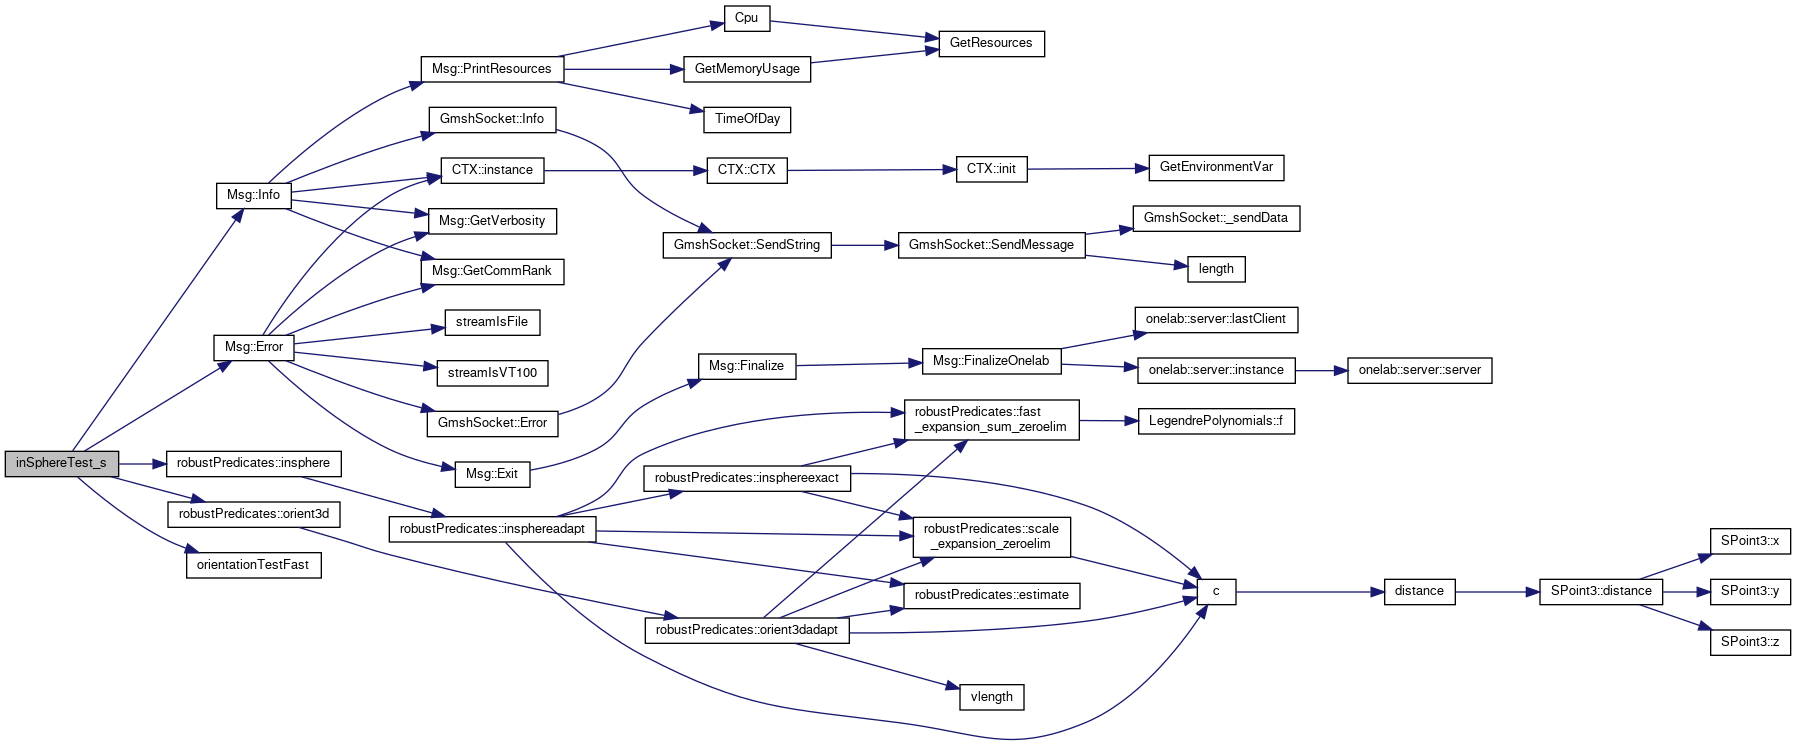 inSphereTest_s
Msg::Info
Msg::Error
robustPredicates::insphere
robustPredicates::orient3d
orientationTestFast
Msg::PrintResources
GmshSocket::Info
CTX::instance
Msg::GetVerbosity
Msg::GetCommRank
streamIsFile
streamIsVT100
GmshSocket::Error
Msg::Exit
robustPredicates::insphereadapt
Cpu
GetMemoryUsage
TimeOfDay
CTX::CTX
GmshSocket::SendString
Msg::Finalize
robustPredicates::insphereexact
robustPredicates::orient3dadapt
GetResources
CTX::init
GmshSocket::SendMessage
Msg::FinalizeOnelab
robustPredicates::fast
_expansion_sum_zeroelim
robustPredicates::scale
_expansion_zeroelim
robustPredicates::estimate
vlength
GetEnvironmentVar
GmshSocket::_sendData
length
onelab::server::lastClient
onelab::server::instance
LegendrePolynomials::f
c
onelab::server::server
distance
SPoint3::distance
SPoint3::x
SPoint3::y
SPoint3::z